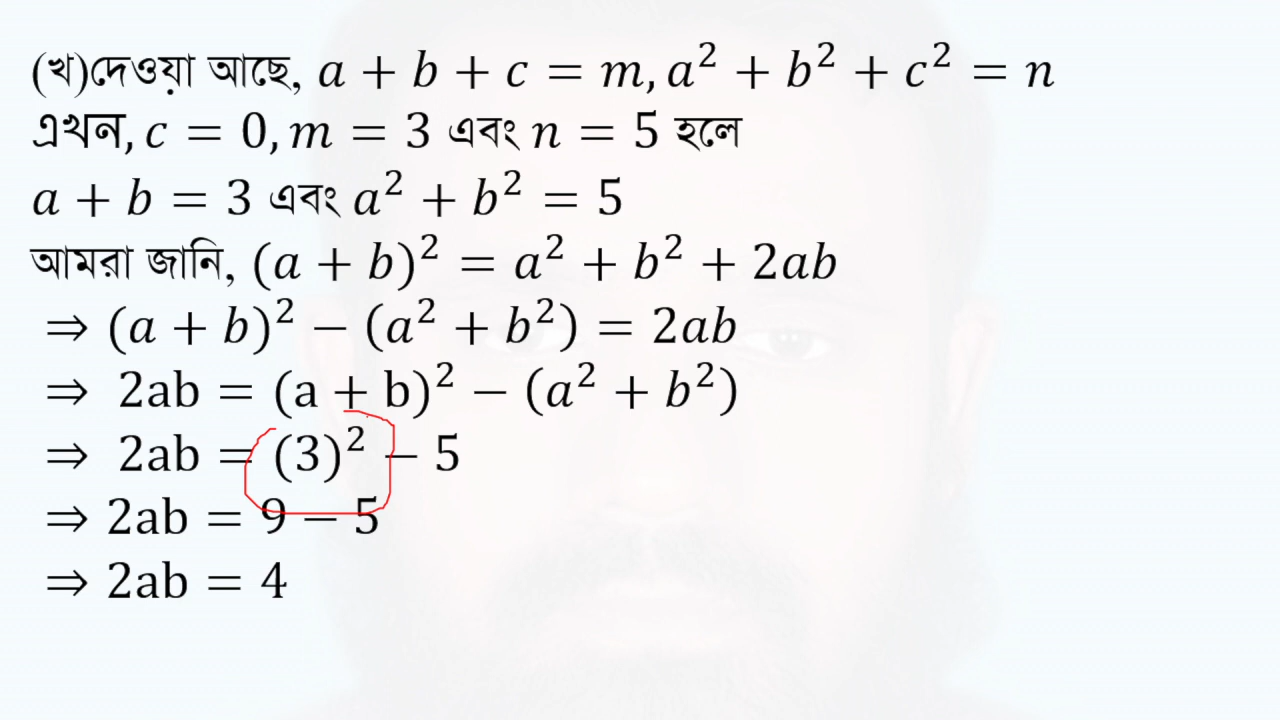 (খ)দেওয়া আছে, a + b + c = m, a² + b² + c² = n
এখন, c = 0, m = 3 এবং n = 5 হলে
a + b = 3 এবং a² + b² = 5
আমরা জানি, (a + b)² = a² + b² + 2ab
⇒ (a + b)² − (a² + b²) = 2ab
⇒ 2ab = (a + b)² − (a² + b²)
⇒ 2ab = (3)² − 5
⇒ 2ab = 9 − 5
⇒ 2ab = 4